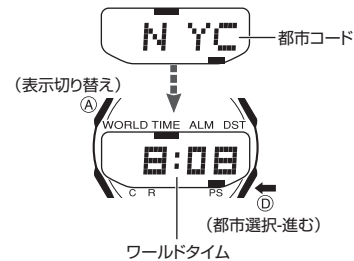 N YC
都市コード
（表示切り替え）
Ⓐ
WORLD TIME ALM DST
8:08
C R PS
Ⓓ
（都市選択-進む）
ワールドタイム